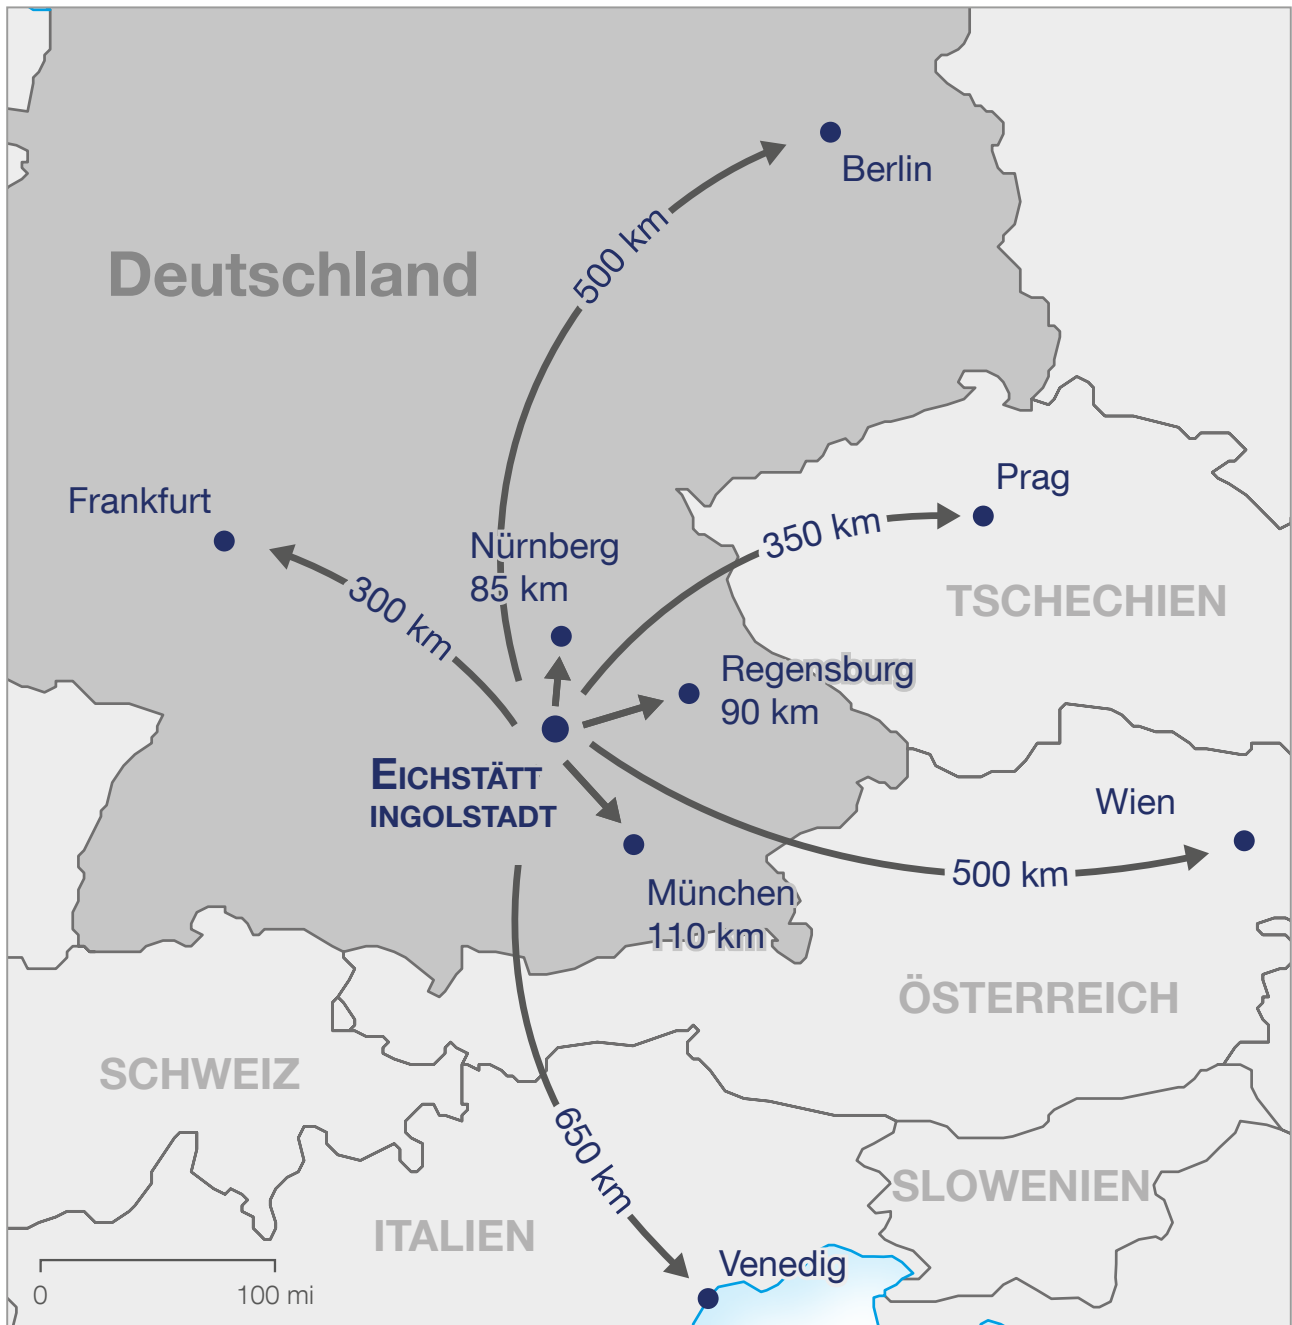 Berlin
500 km
Deutschland
Prag
Frankfurt
350 km
Nürnberg
85 km
300 km
TSCHECHIEN
Regensburg
90 km
EICHSTÄTT
INGOLSTADT
Wien
500 km
München
110 km
ÖSTERREICH
SCHWEIZ
650 km
SLOWENIEN
ITALIEN
Venedig
0 100 mi